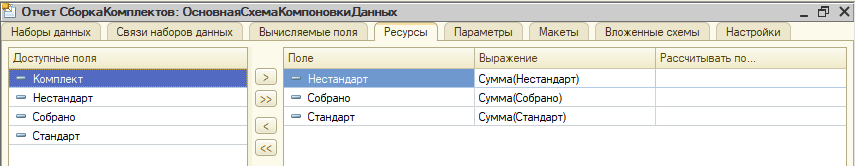 Отчет СборкаКомплектов: ОсновнаяСхемаКомпоновкиДанных
Наборы данных Связи наборов данных Вычисляемые поля Ресурсы Параметры Макеты Вложенные схемы Настройки
Доступные поля
Комплект
Нестандарт
Собрано
Стандарт
>
>>
<
<<
Поле Выражение Рассчитывать по...
Нестандарт Сумма(Нестандарт)
Собрано Сумма(Собрано)
Стандарт Сумма(Стандарт)